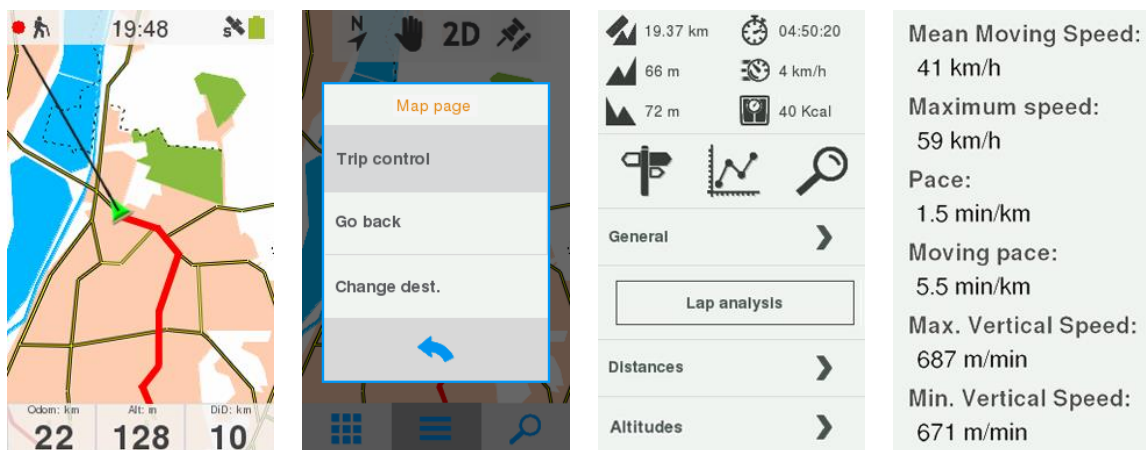 19:48
S
Odom: km
Alt: m
DiD: km
22
128
10
N
2D
Map page
Trip control
Go back
Change dest.
19.37 km
04:50:20
66 m
4 km/h
72 m
40 Kcal
General
Lap analysis
Distances
Altitudes
Mean Moving Speed:
41 km/h
Maximum speed:
59 km/h
Pace:
1.5 min/km
Moving pace:
5.5 min/km
Max. Vertical Speed:
687 m/min
Min. Vertical Speed:
671 m/min